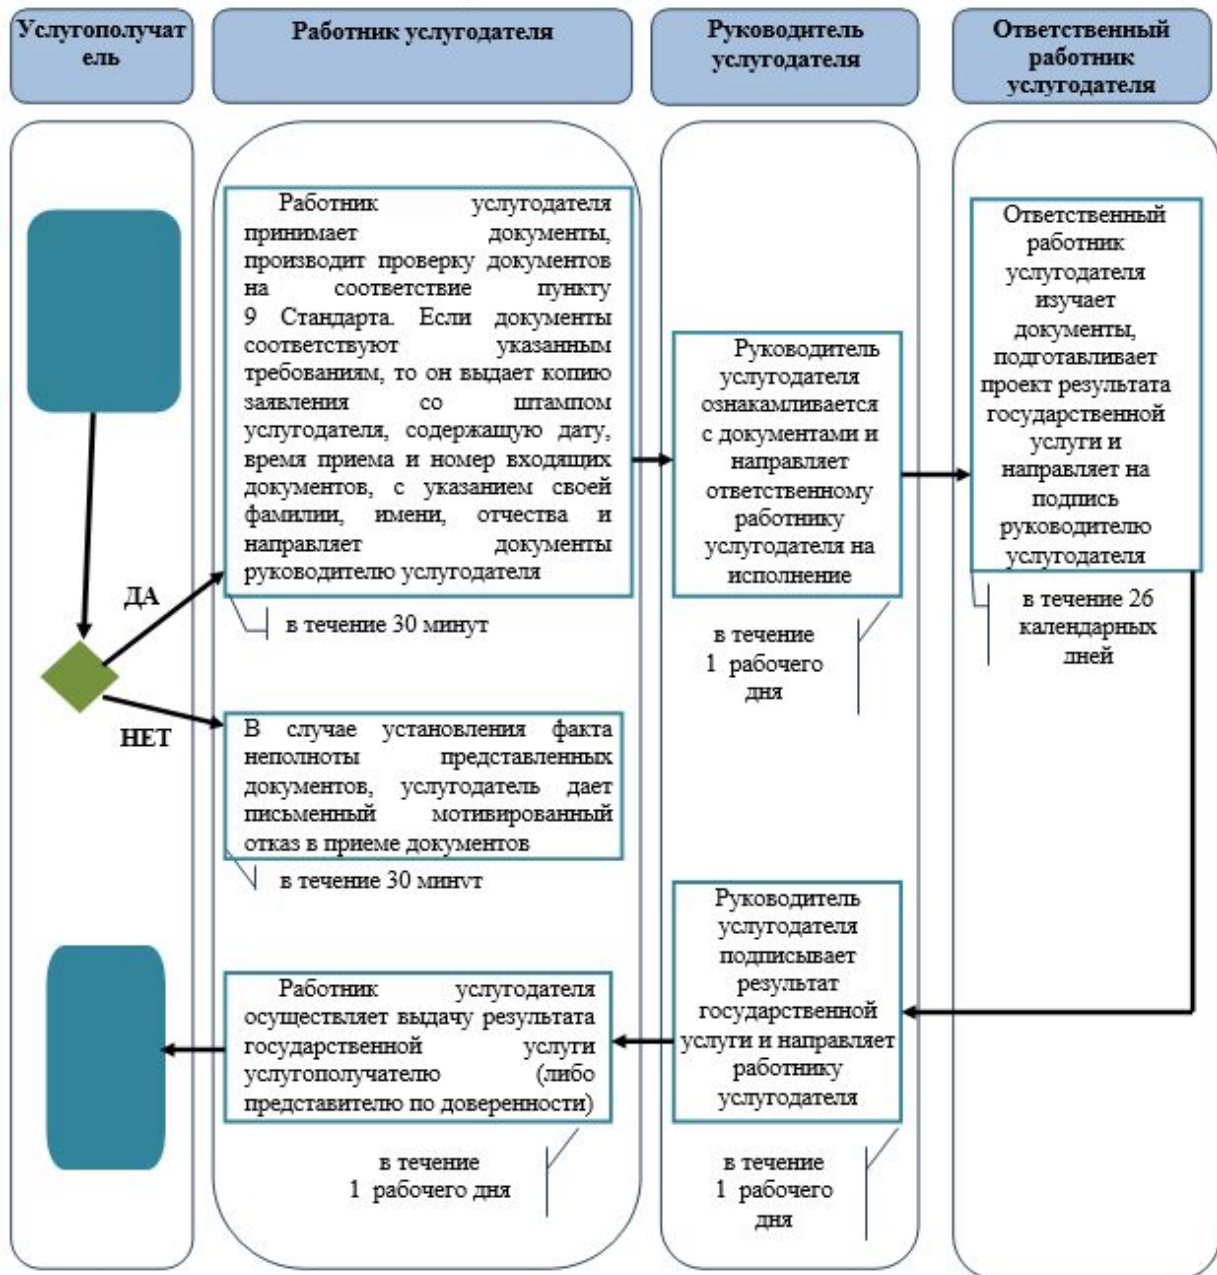 Услугополучат
ель
Работник услугодателя
Руководитель
услугодателя
Ответственный
работник
услугодателя
Работник услугодателя
принимает документы,
производит проверку документов
на соответствие пункту
9 Стандарта. Если документы
соответствуют указанным
требованиям, то он выдает копию
заявления со штампом
услугодателя, содержащую дату,
время приема и номер входящих
документов, с указанием своей
фамилии, имени, отчества и
направляет документы
руководителю услугодателя
в течение 30 минут
Руководитель
услугодателя
ознакамливается
с документами и
направляет
ответственному
работнику
услугодателя на
исполнение
в течение
1 рабочего
дня
Ответственный
работник
услугодателя
изучает
документы,
подготавливает
проект результата
государственной
услуги и
направляет на
подпись
руководителю
услугодателя
в течение 26
календарных
дней
ДА
НЕТ
В случае установления факта
неполноты представленных
документов, услугодатель дает
письменный мотивированный
отказ в приеме документов
в течение 30 минут
Руководитель
услугодателя
подписывает
результат
государственной
услуги и направляет
работнику
услугодателя
в течение
1 рабочего
дня
Работник услугодателя
осуществляет выдачу результата
государственной услуги
услугополучателю (либо
представителю по доверенности)
в течение
1 рабочего дня